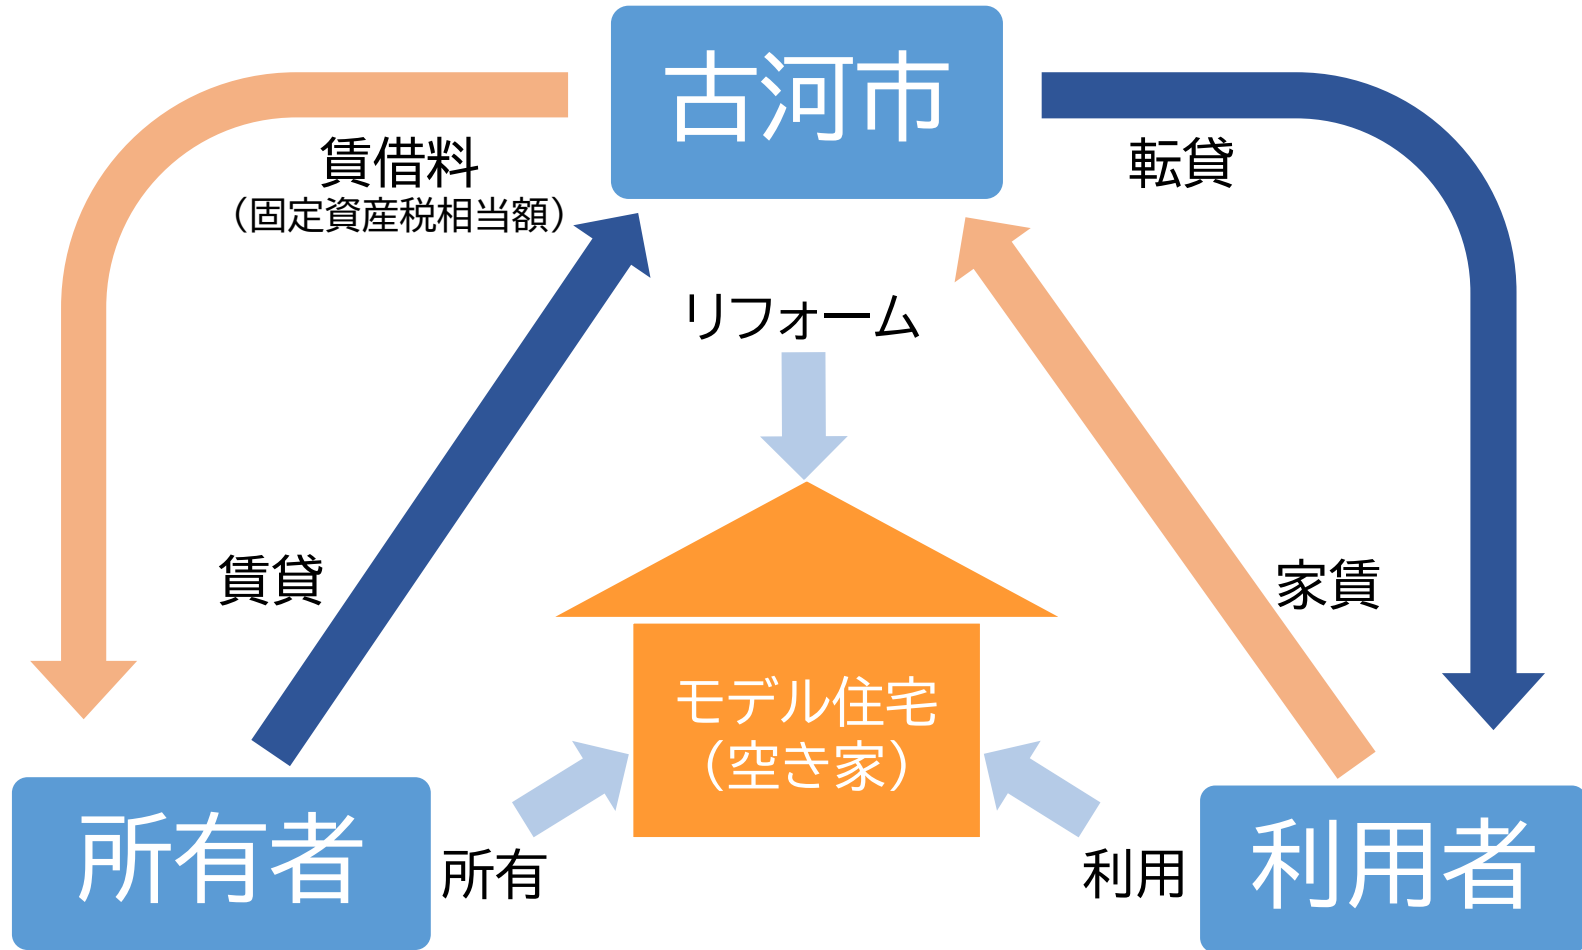 古河市
賃借料
（固定資産税相当額）
転貸
リフォーム
賃貸
家賃
モデル住宅
（空き家）
所有者
所有
利用
利用者